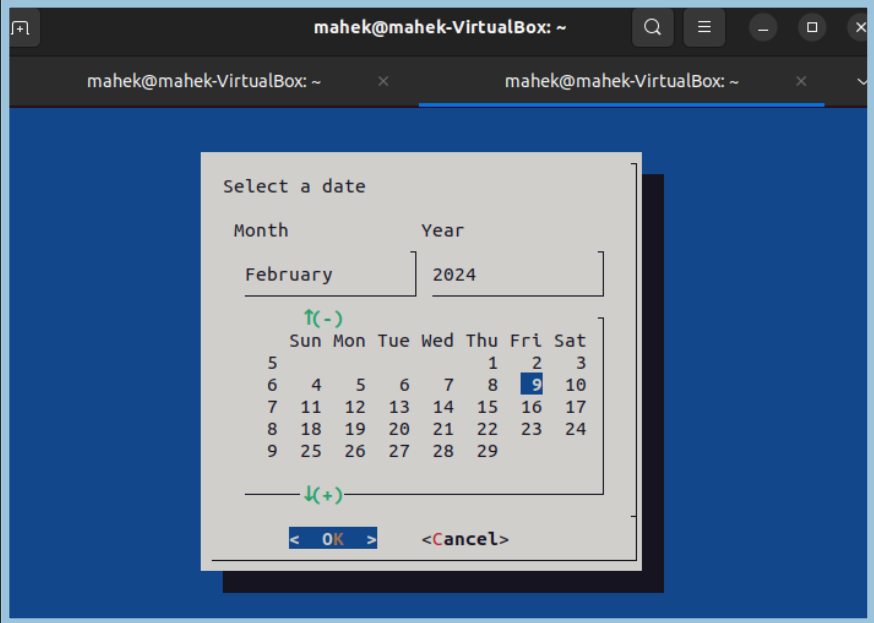 mahek@mahek-VirtualBox: ~
mahek@mahek-VirtualBox: ~ mahek@mahek-VirtualBox: ~
Select a date
Month Year
February 2024
↑(-)
Sun Mon Tue Wed Thu Fri Sat
5 1 2 3
6 4 5 6 7 8 9 10
7 11 12 13 14 15 16 17
8 18 19 20 21 22 23 24
9 25 26 27 28 29
↓(+)
< OK > <Cancel>